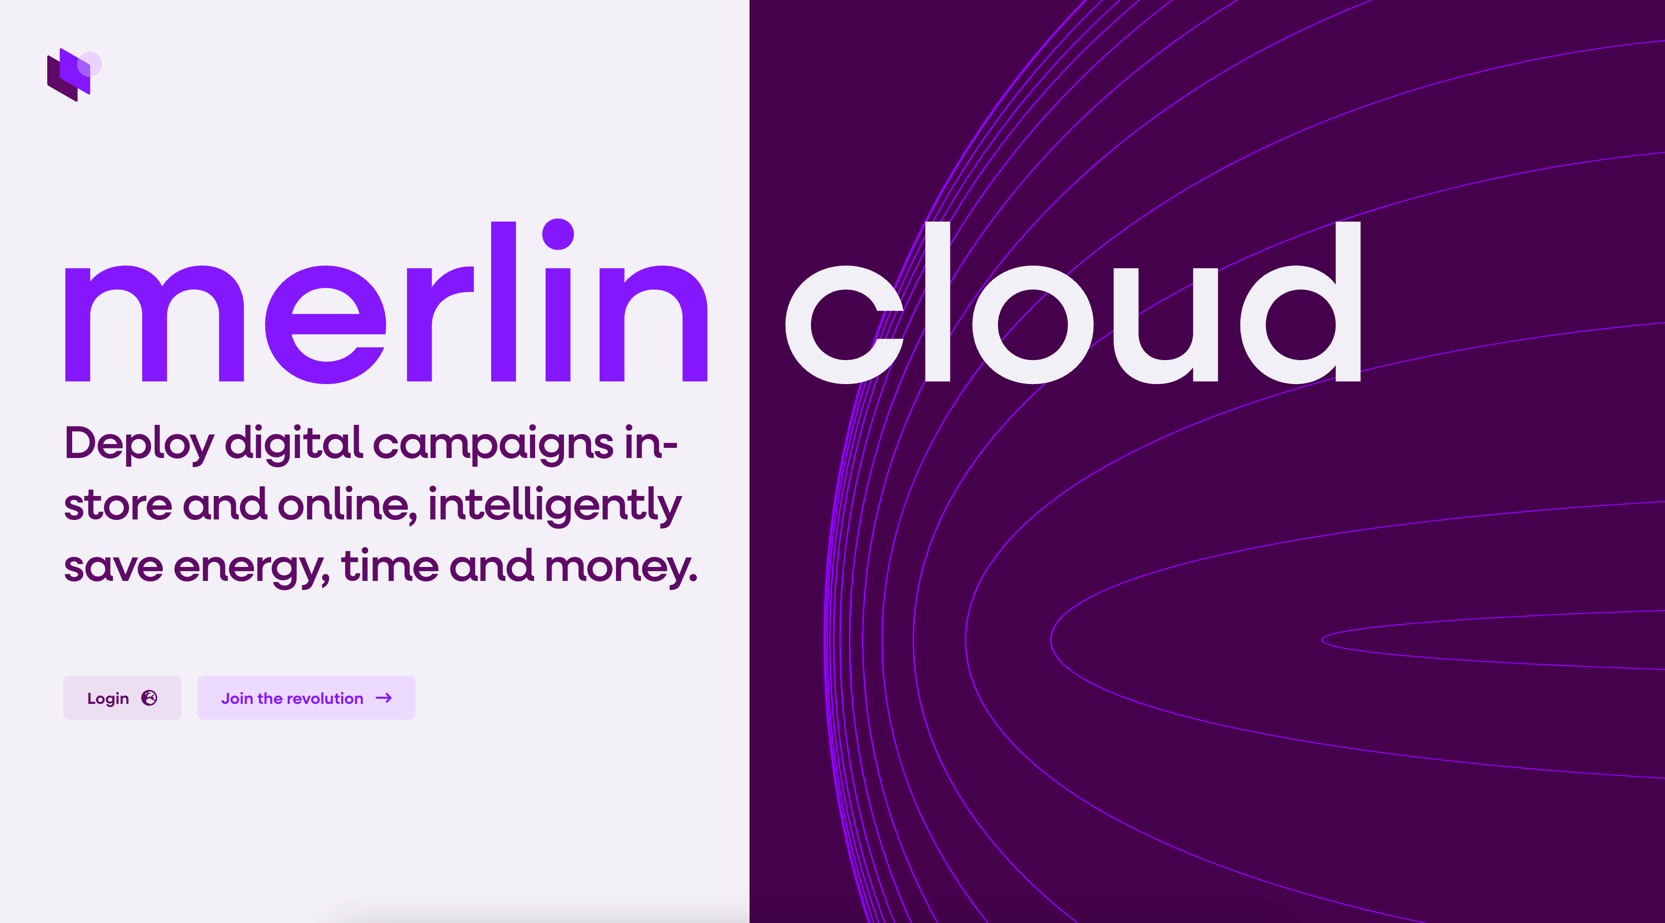 merlin cloud
Deploy digital campaigns in-
store and online, intelligently
save energy, time and money.
Login
Join the revolution